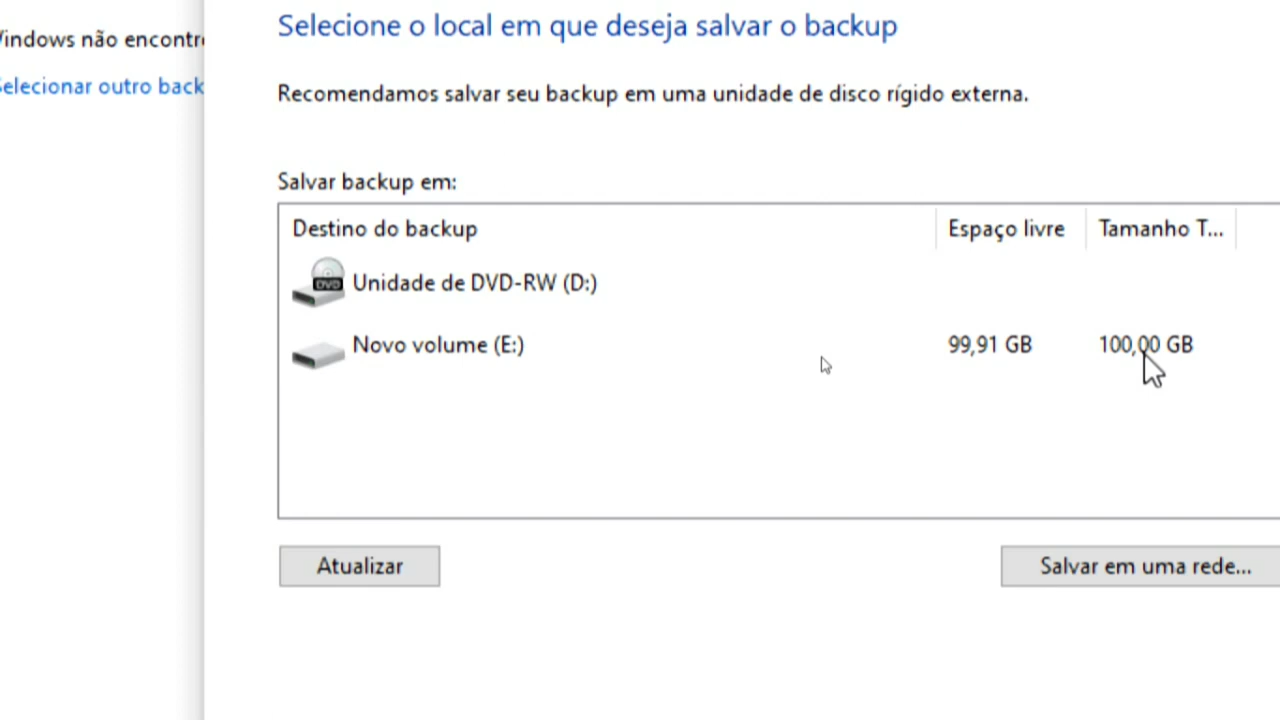 Selecione o local em que deseja salvar o backup
Windows não encontr
Selecionar outro back
Recomendamos salvar seu backup em uma unidade de disco rígido externa.
Salvar backup em:
Destino do backup Espaço livre Tamanho T...
DVD
Unidade de DVD-RW (D:)
Novo volume (E:) 99,91 GB 100,00 GB
Atualizar Salvar em uma rede...